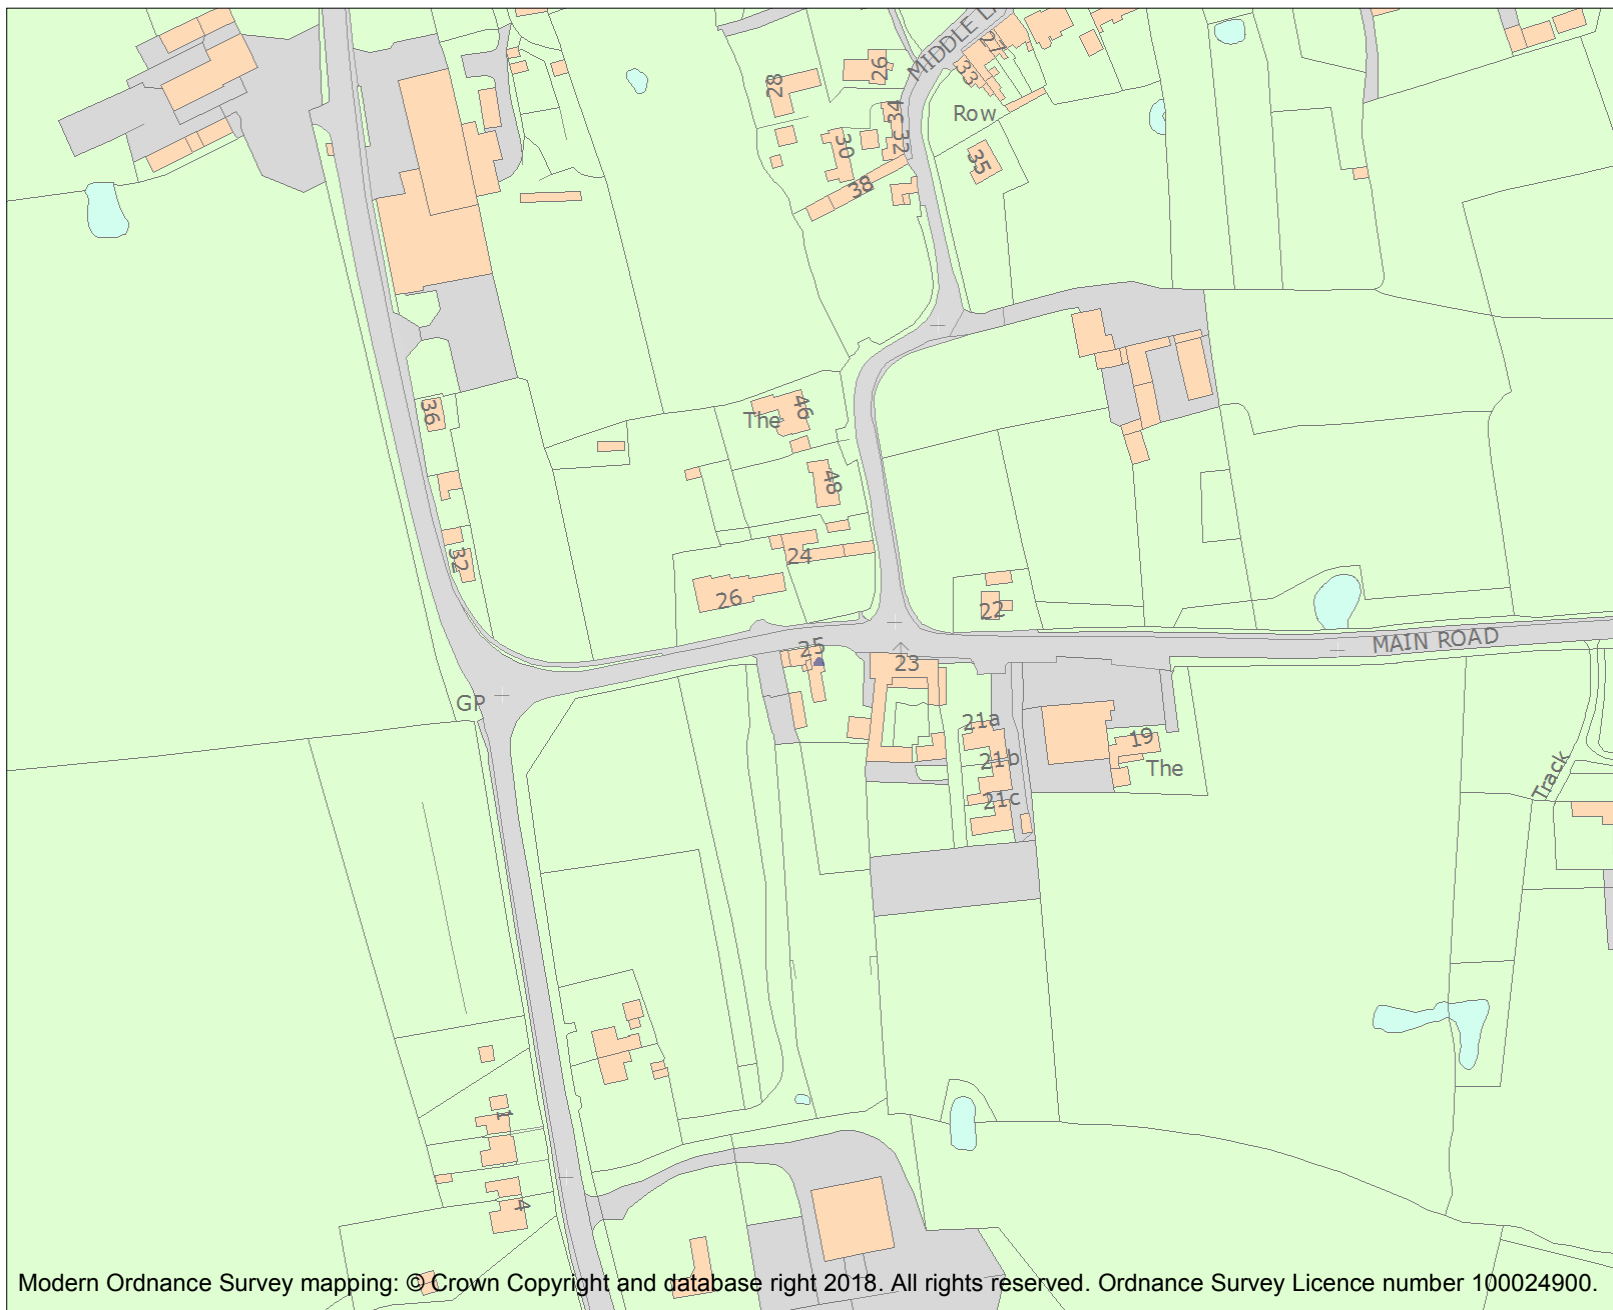 MIDDLE
27
26
33
28
34
Row
32
30
35
38
46
36
The
48
24
32
26
22
25
MAIN ROAD
23
GP
21a
19
21b
The
Track
21c
1
4
Modern Ordnance Survey mapping: © Crown Copyright and database right 2018. All rights reserved. Ordnance Survey Licence number 100024900.